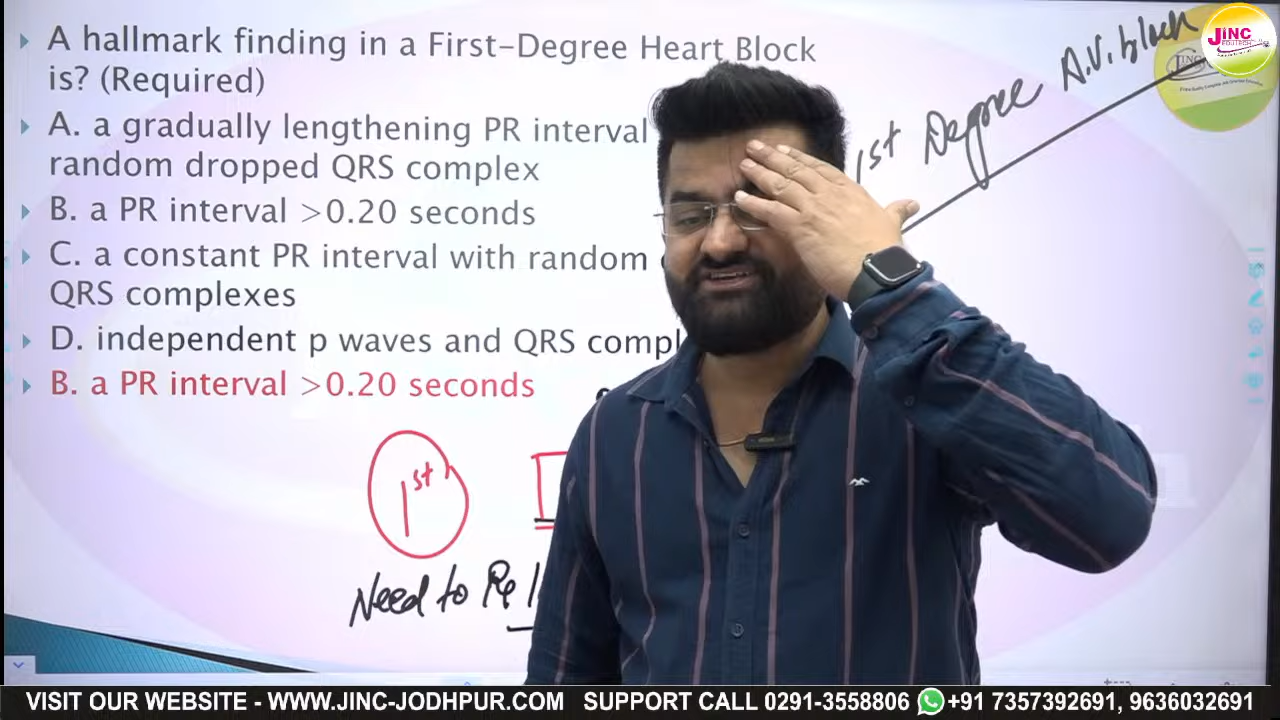 A hallmark finding in a First-Degree Heart Block
is? (Required)
A. a gradually lengthening PR interval
random dropped QRS complex
B. a PR interval >0.20 seconds
C. a constant PR interval with random
QRS complexes
D. independent p waves and QRS compl
B. a PR interval >0.20 seconds
1st Degree A.V. block
JINC
1st
Need to
VISIT OUR WEBSITE - WWW.JINC-JODHPUR.COM SUPPORT CALL 0291-3558806 +91 7357392691, 9636032691